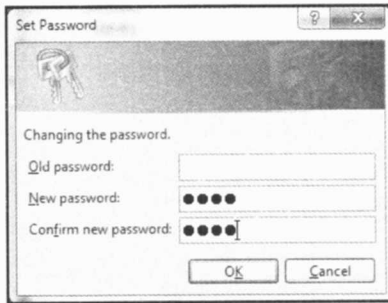 Set Password
Changing the password.
Old password:
New password: ●●●●
Confirm new password: ●●●●
OK Cancel